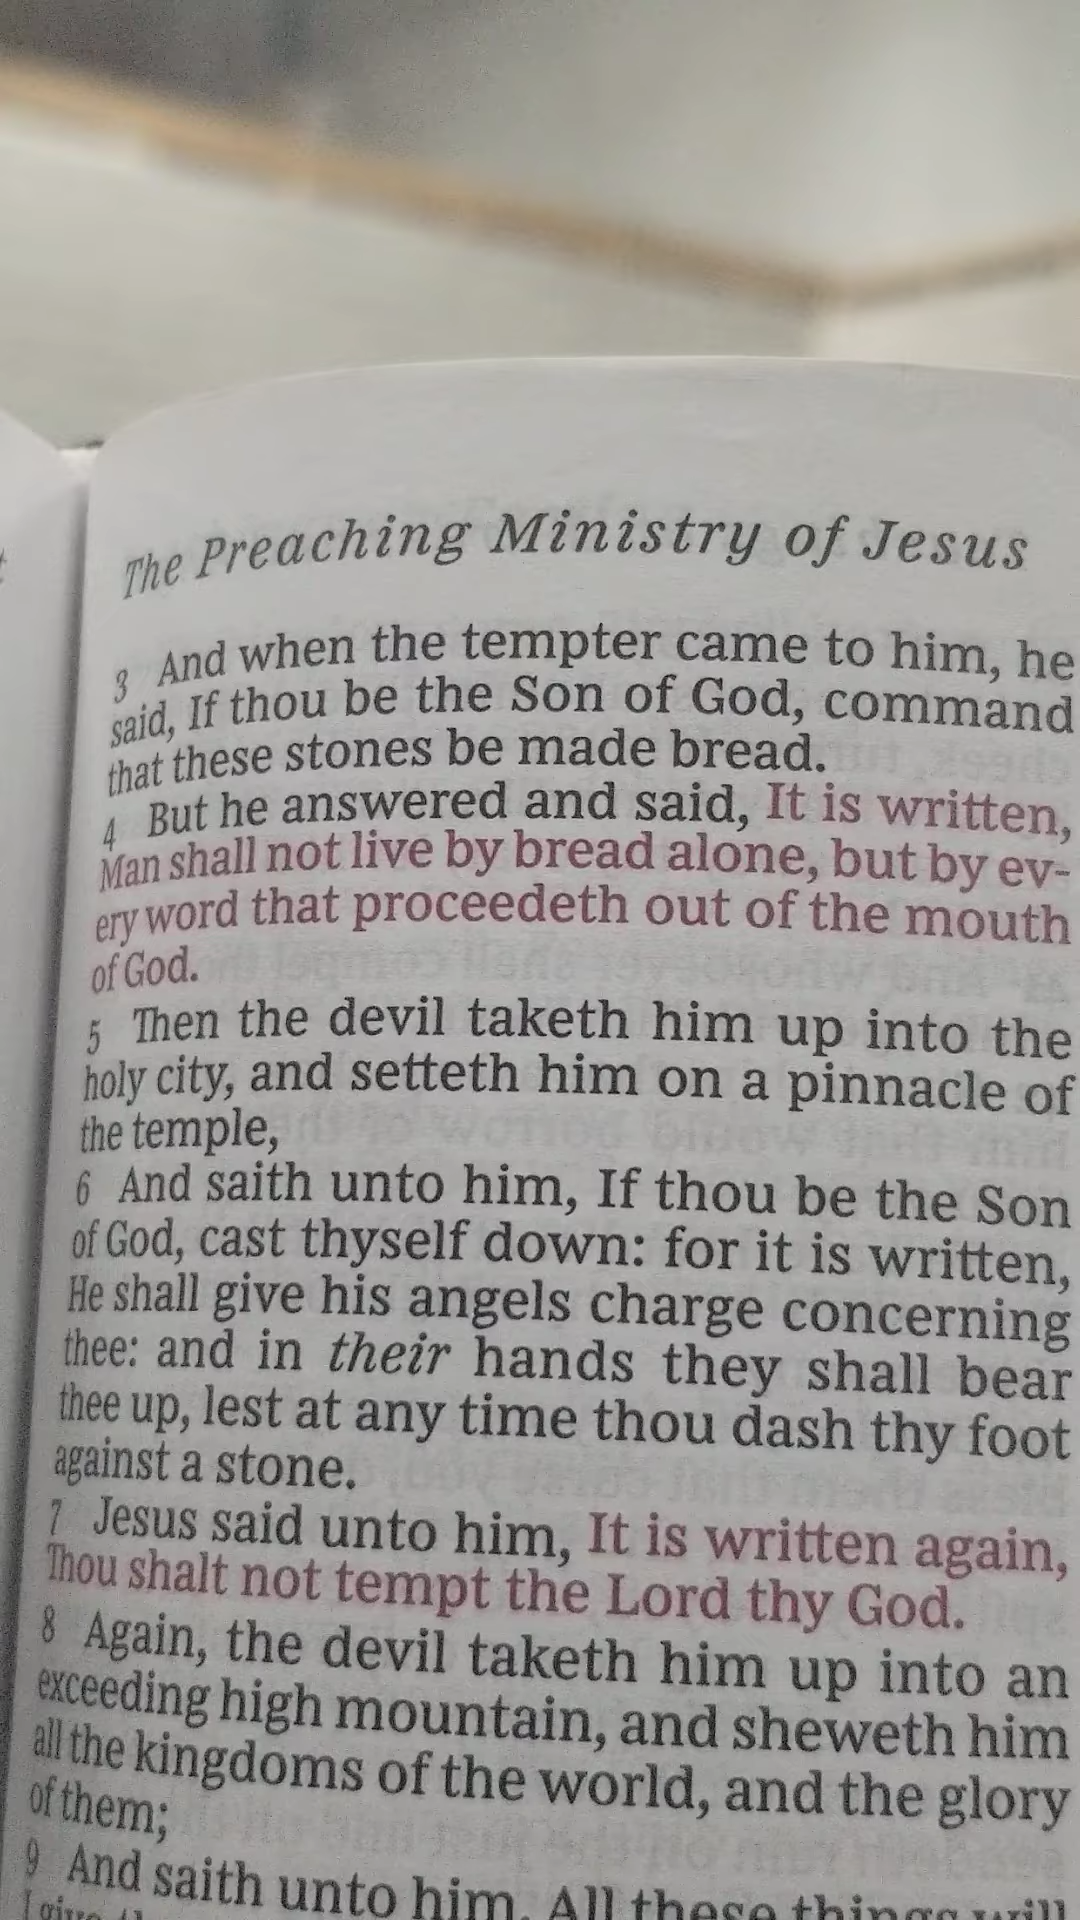 The Preaching Ministry of Jesus
3 And when the tempter came to him, he
said, If thou be the Son of God, command
that these stones be made bread.
4 But he answered and said, It is written,
Man shall not live by bread alone, but by ev-
ery word that proceedeth out of the mouth
of God.
5 Then the devil taketh him up into the
holy city, and setteth him on a pinnacle of
the temple,
6 And saith unto him, If thou be the Son
of God, cast thyself down: for it is written,
He shall give his angels charge concerning
thee: and in their hands they shall bear
thee up, lest at any time thou dash thy foot
against a stone.
7 Jesus said unto him, It is written again,
Thou shalt not tempt the Lord thy God.
8 Again, the devil taketh him up into an
exceeding high mountain, and sheweth him
all the kingdoms of the world, and the glory
of them;
9 And saith unto him, All these things will
I give